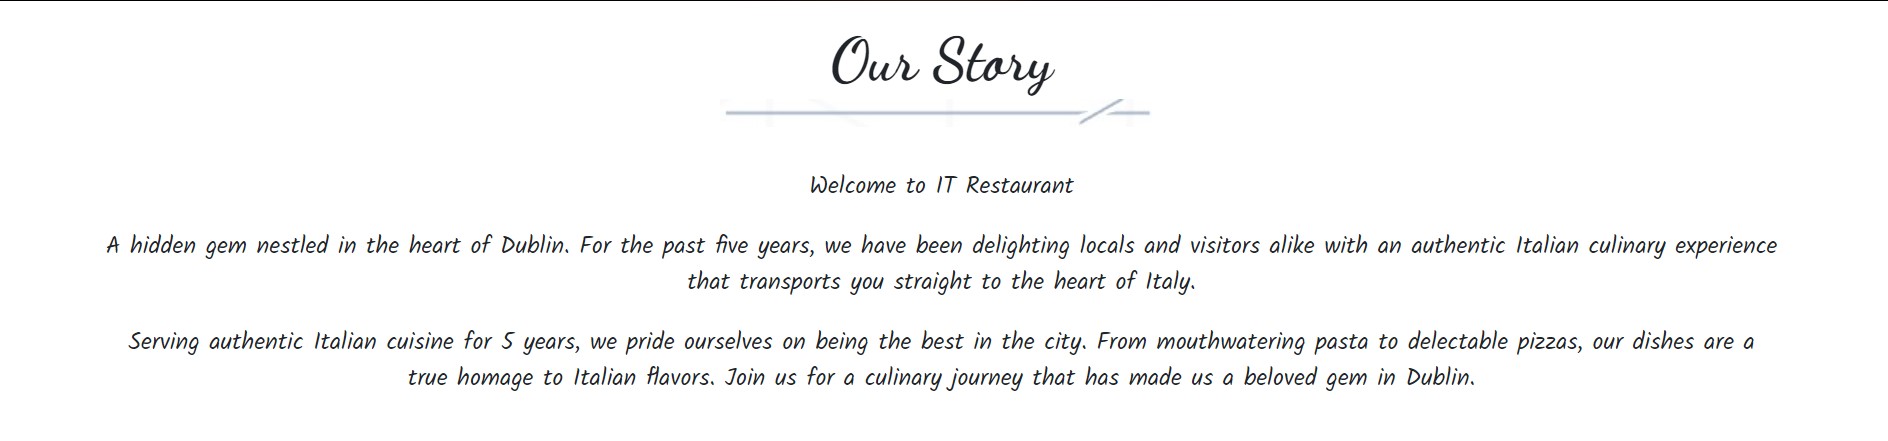 Our Story
Welcome to IT Restaurant
A hidden gem nestled in the heart of Dublin. For the past five years, we have been delighting locals and visitors alike with an authentic Italian culinary experience
that transports you straight to the heart of Italy.
Serving authentic Italian cuisine for 5 years, we pride ourselves on being the best in the city. From mouthwatering pasta to delectable pizzas, our dishes are a
true homage to Italian flavors. Join us for a culinary journey that has made us a beloved gem in Dublin.